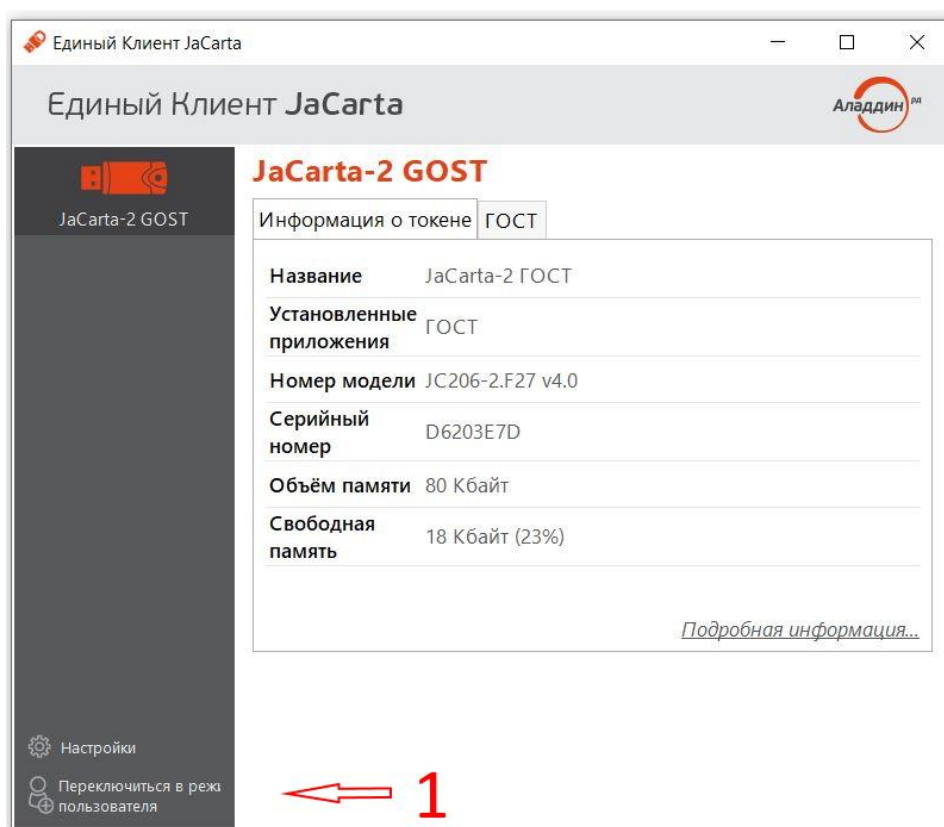 Единый Клиент JaCarta
Единый Клиент JaCarta
Аладдин РД
JaCarta-2 GOST
JaCarta-2 GOST
Информация о токене ГОСТ
Название JaCarta-2 ГОСТ
Установленные
приложения ГОСТ
Номер модели JC206-2.F27 v4.0
Серийный
номер D6203E7D
Объём памяти 80 Кбайт
Свободная
память 18 Кбайт (23%)
Подробная информация...
Настройки
Переключиться в режи
пользователя
1